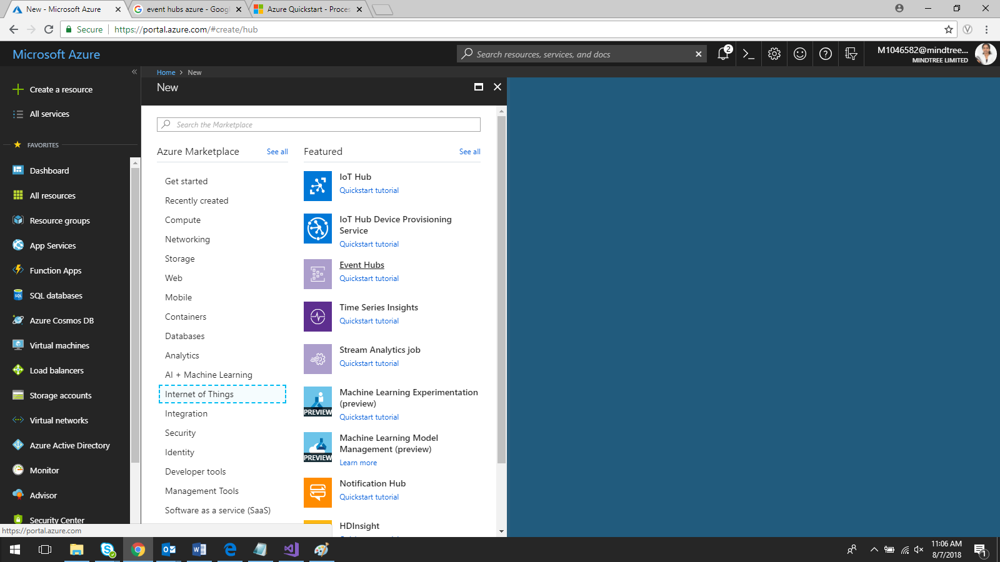 New - Microsoft Azure
event hubs azure - Goog
Azure Quickstart - Proces
Secure
https://portal.azure.com/#create/hub
Microsoft Azure
Search resources, services, and docs
2
M1046582@mindtree...
MINDTREE LIMITED
Create a resource
All services
FAVORITES
Dashboard
All resources
Resource groups
App Services
Function Apps
SQL databases
Azure Cosmos DB
Virtual machines
Load balancers
Storage accounts
Virtual networks
Azure Active Directory
Monitor
Advisor
Security Center
https://portal.azure.com
Home > New
New
Search the Marketplace
Azure Marketplace
See all
Get started
Recently created
Compute
Networking
Storage
Web
Mobile
Containers
Databases
Analytics
AI + Machine Learning
Internet of Things
Integration
Security
Identity
Developer tools
Management Tools
Software as a service (SaaS)
Featured
See all
IoT Hub
Quickstart tutorial
IoT Hub Device Provisioning
Service
Quickstart tutorial
Event Hubs
Quickstart tutorial
Time Series Insights
Quickstart tutorial
Stream Analytics job
Quickstart tutorial
PREVIEW
Machine Learning Experimentation
(preview)
Quickstart tutorial
PREVIEW
Machine Learning Model
Management (preview)
Learn more
Notification Hub
Quickstart tutorial
HDInsight
11:06 AM
8/7/2018
1